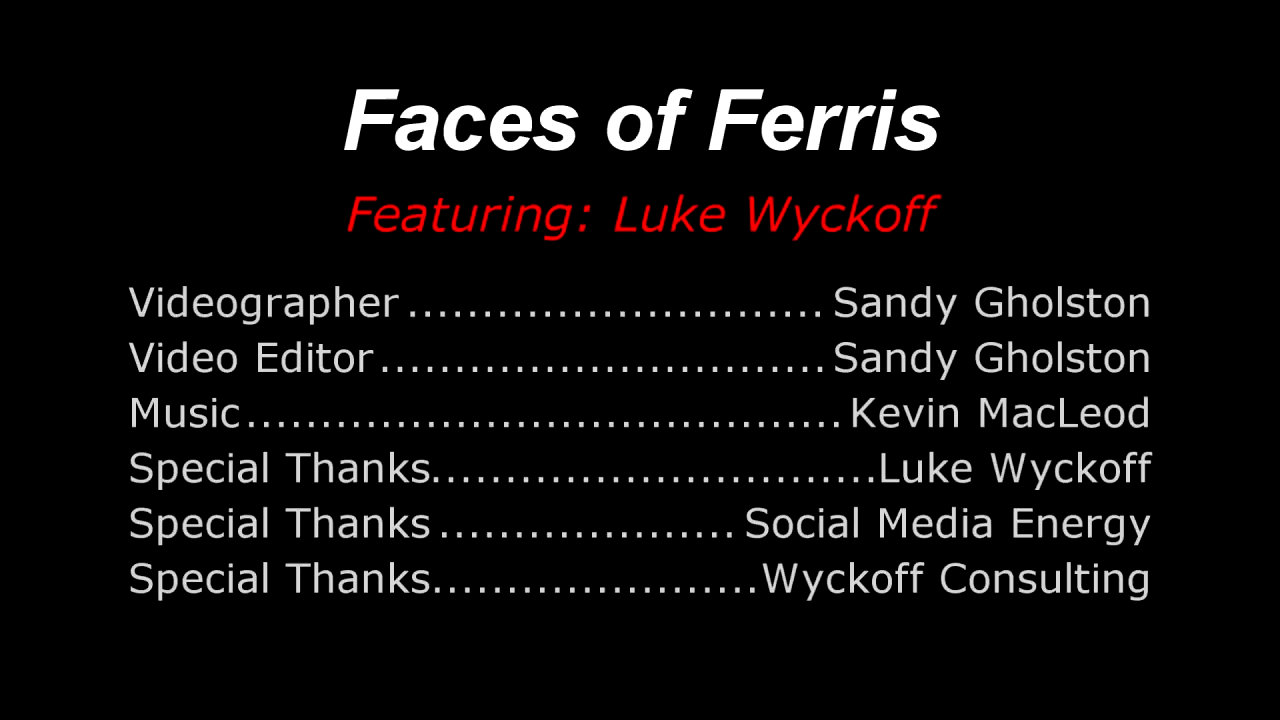 Faces of Ferris
Featuring: Luke Wyckoff
Videographer ............................ Sandy Gholston
Video Editor .............................. Sandy Gholston
Music ........................................ Kevin MacLeod
Special Thanks..............................Luke Wyckoff
Special Thanks .................... Social Media Energy
Special Thanks......................Wyckoff Consulting